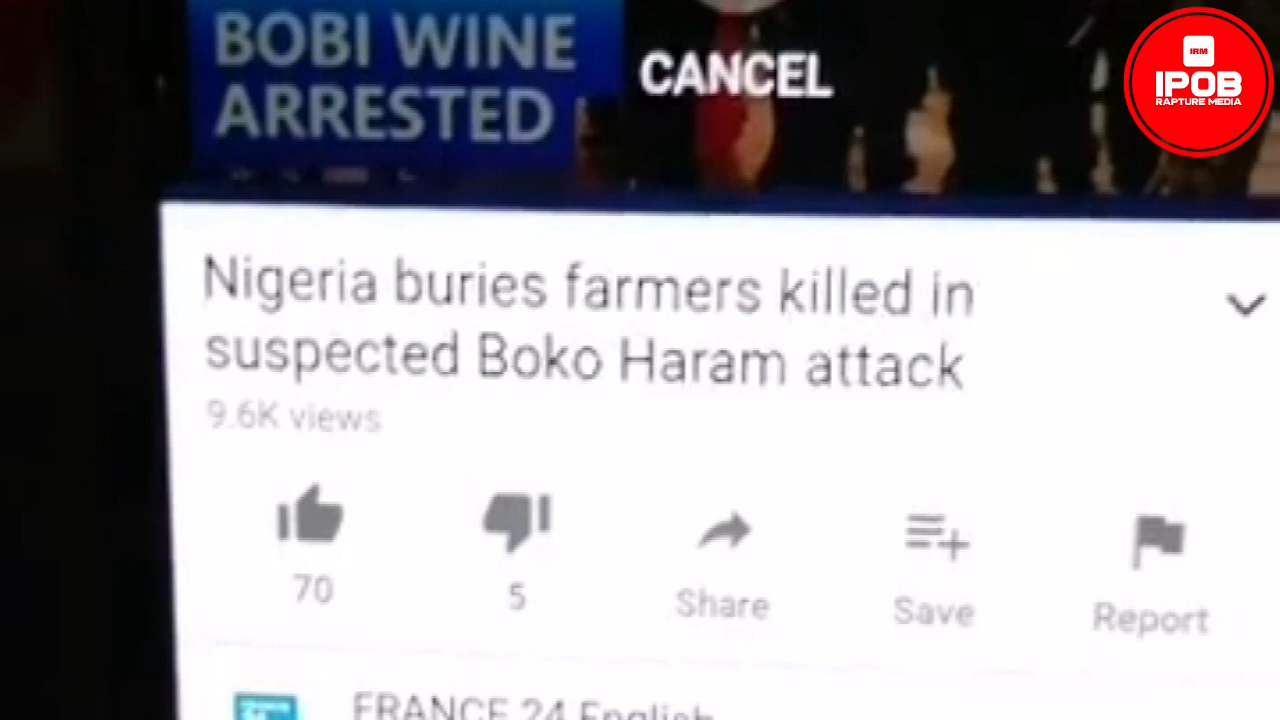 BOBI WINE
ARRESTED
CANCEL
IRM
IPOB
RAPTURE MEDIA
Nigeria buries farmers killed in
suspected Boko Haram attack
9.6K views
70
5
Share
Save
Report
FRANCE 24 English